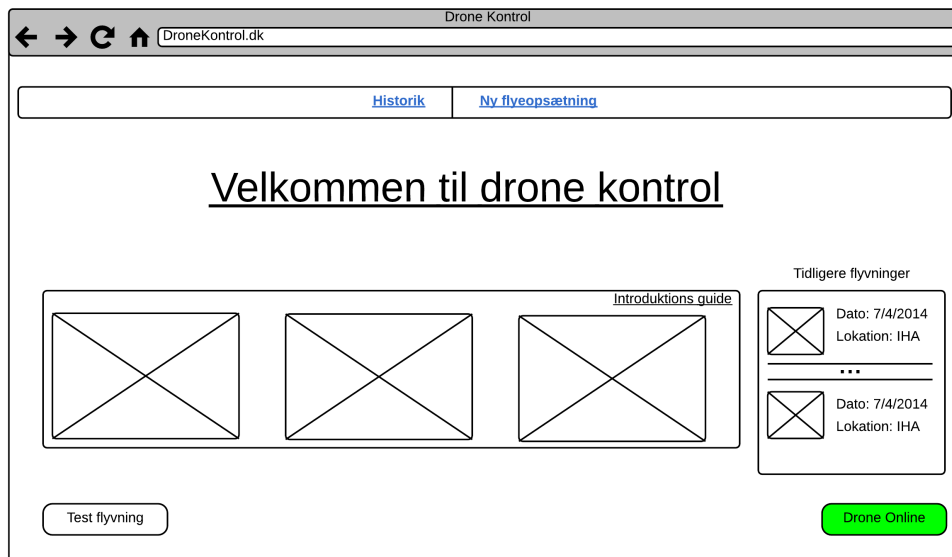 Drone Kontrol
DroneKontrol.dk
Historik
Ny flyeopsætning
Velkommen til drone kontrol
Tidligere flyvninger
Introduktions guide
Dato: 7/4/2014
Lokation: IHA
...
Dato: 7/4/2014
Lokation: IHA
Test flyvning
Drone Online